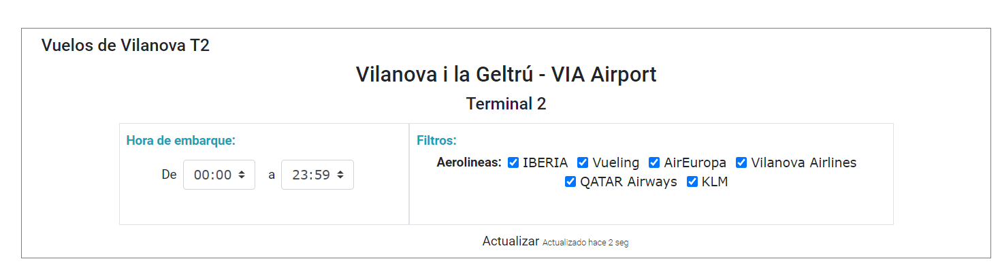 Vuelos de Vilanova T2
Vilanova i la Geltrú - VIA Airport
Terminal 2
Hora de embarque:
De 00:00 a 23:59
Filtros:
Aerolineas: IBERIA Vueling AirEuropa Vilanova Airlines
QATAR Airways KLM
Actualizar Actualizado hace 2 seg